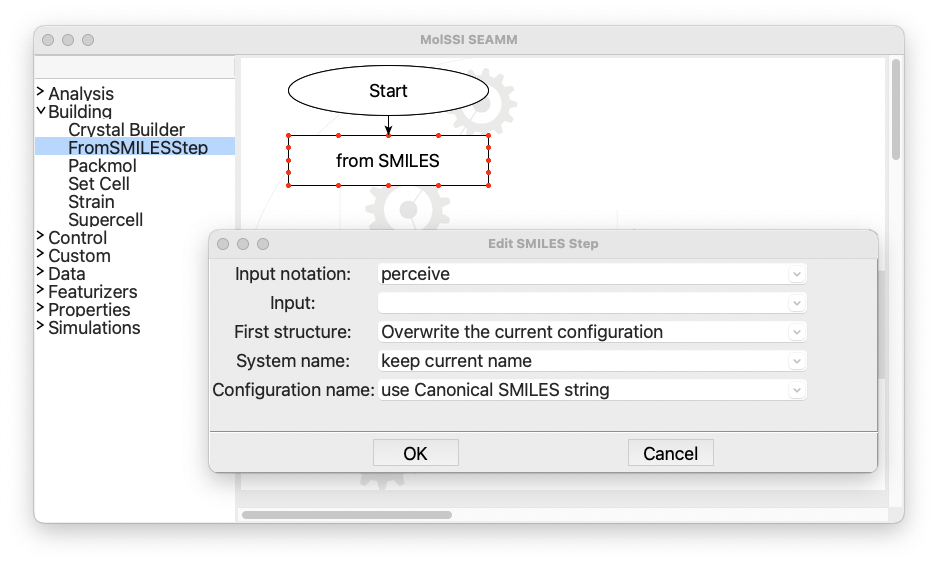 MolSSI SEAMM
Analysis
Building
Crystal Builder
FromSMILESStep
Packmol
Set Cell
Strain
Supercell
Control
Custom
Data
Featurizers
Properties
Simulations
Start
from SMILES
Edit SMILES Step
Input notation: perceive
Input:
First structure: Overwrite the current configuration
System name: keep current name
Configuration name: use Canonical SMILES string
OK Cancel